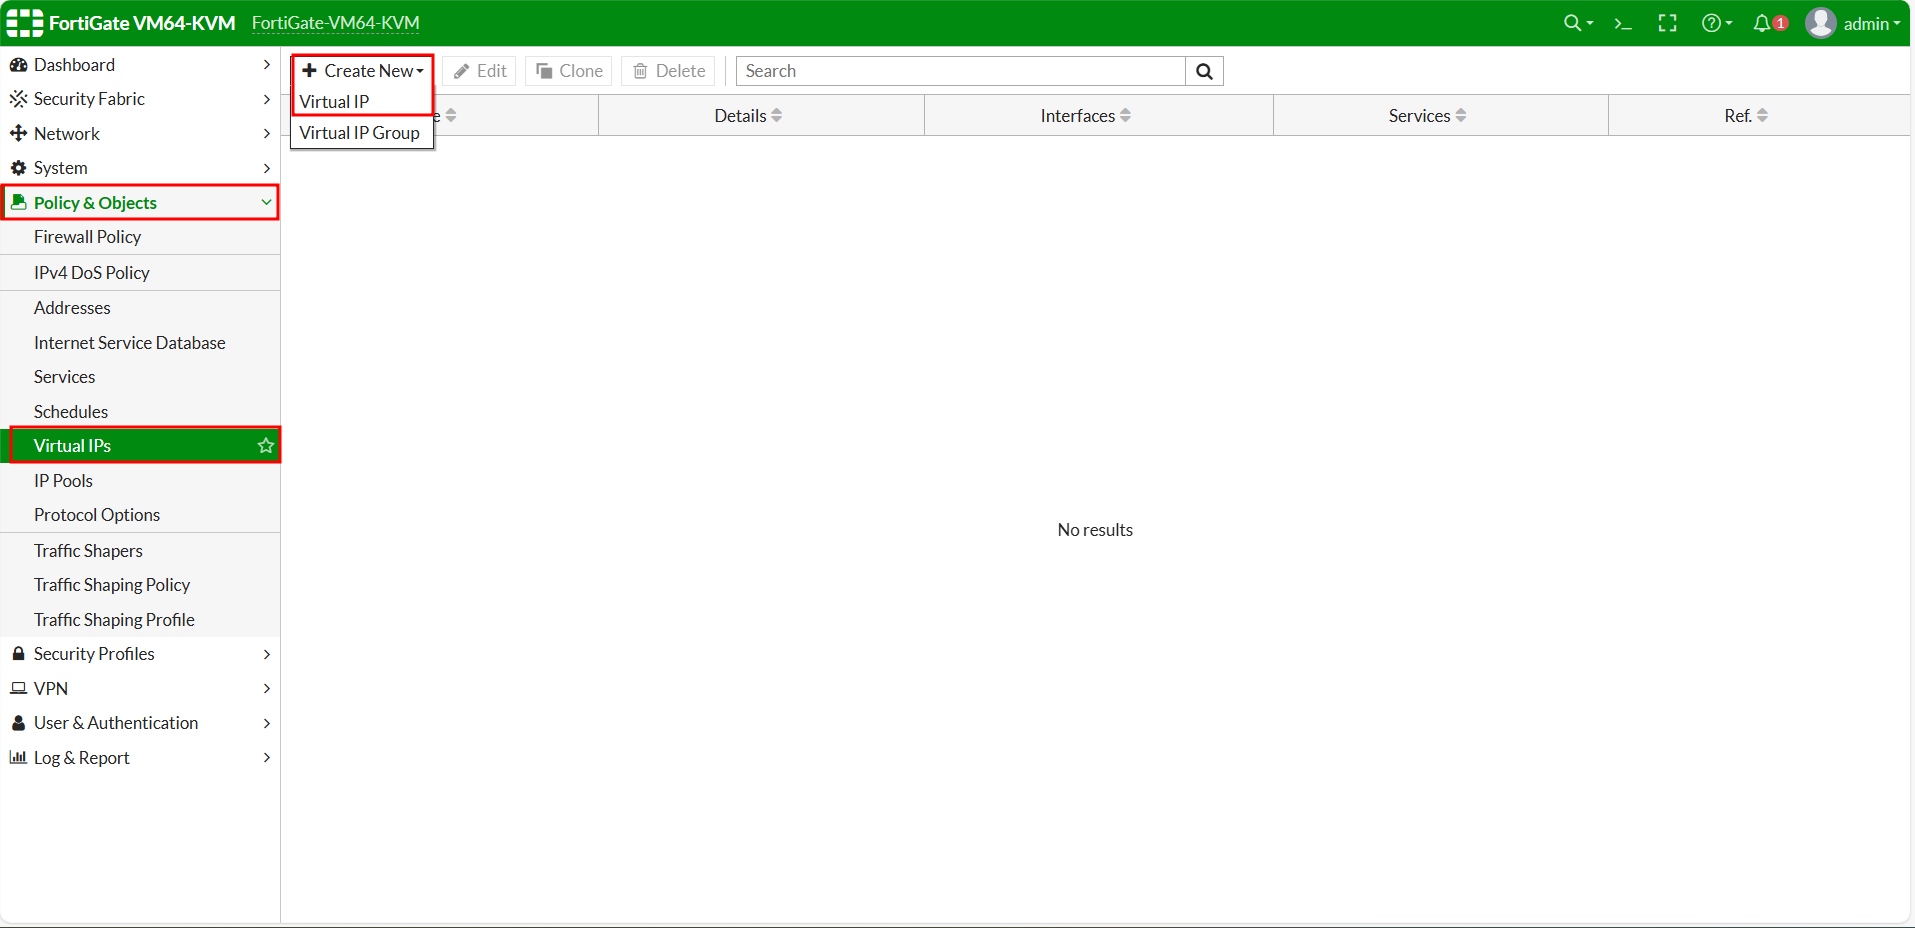 FortiGate VM64-KVM FortiGate-VM64-KVM
1 admin
Dashboard
Security Fabric
Network
System
Policy & Objects
Firewall Policy
IPv4 DoS Policy
Addresses
Internet Service Database
Services
Schedules
Virtual IPs
IP Pools
Protocol Options
Traffic Shapers
Traffic Shaping Policy
Traffic Shaping Profile
Security Profiles
VPN
User & Authentication
Log & Report
Create New Edit Clone Delete Search
Virtual IP
Virtual IP Group
e Details Interfaces Services Ref.
No results